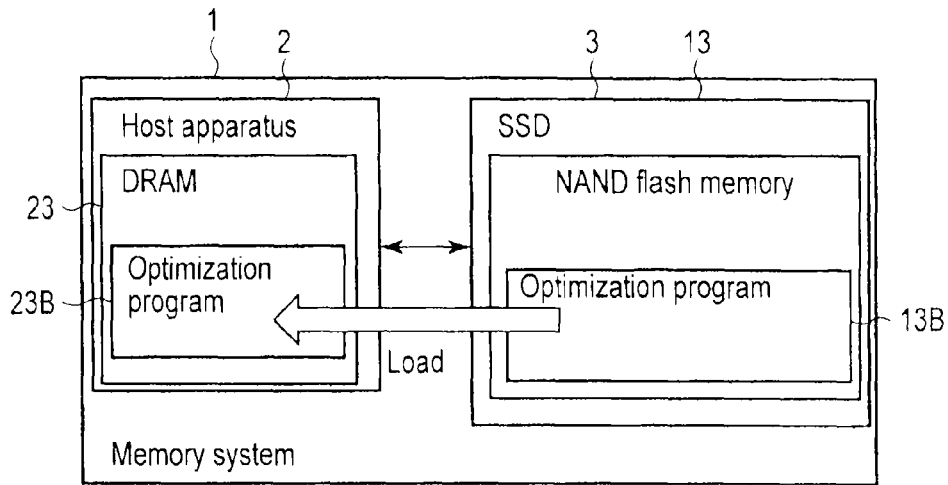 1
2
3
13
Host apparatus
SSD
DRAM
NAND flash memory
23
Optimization
program
Optimization program
23B
13B
Load
Memory system